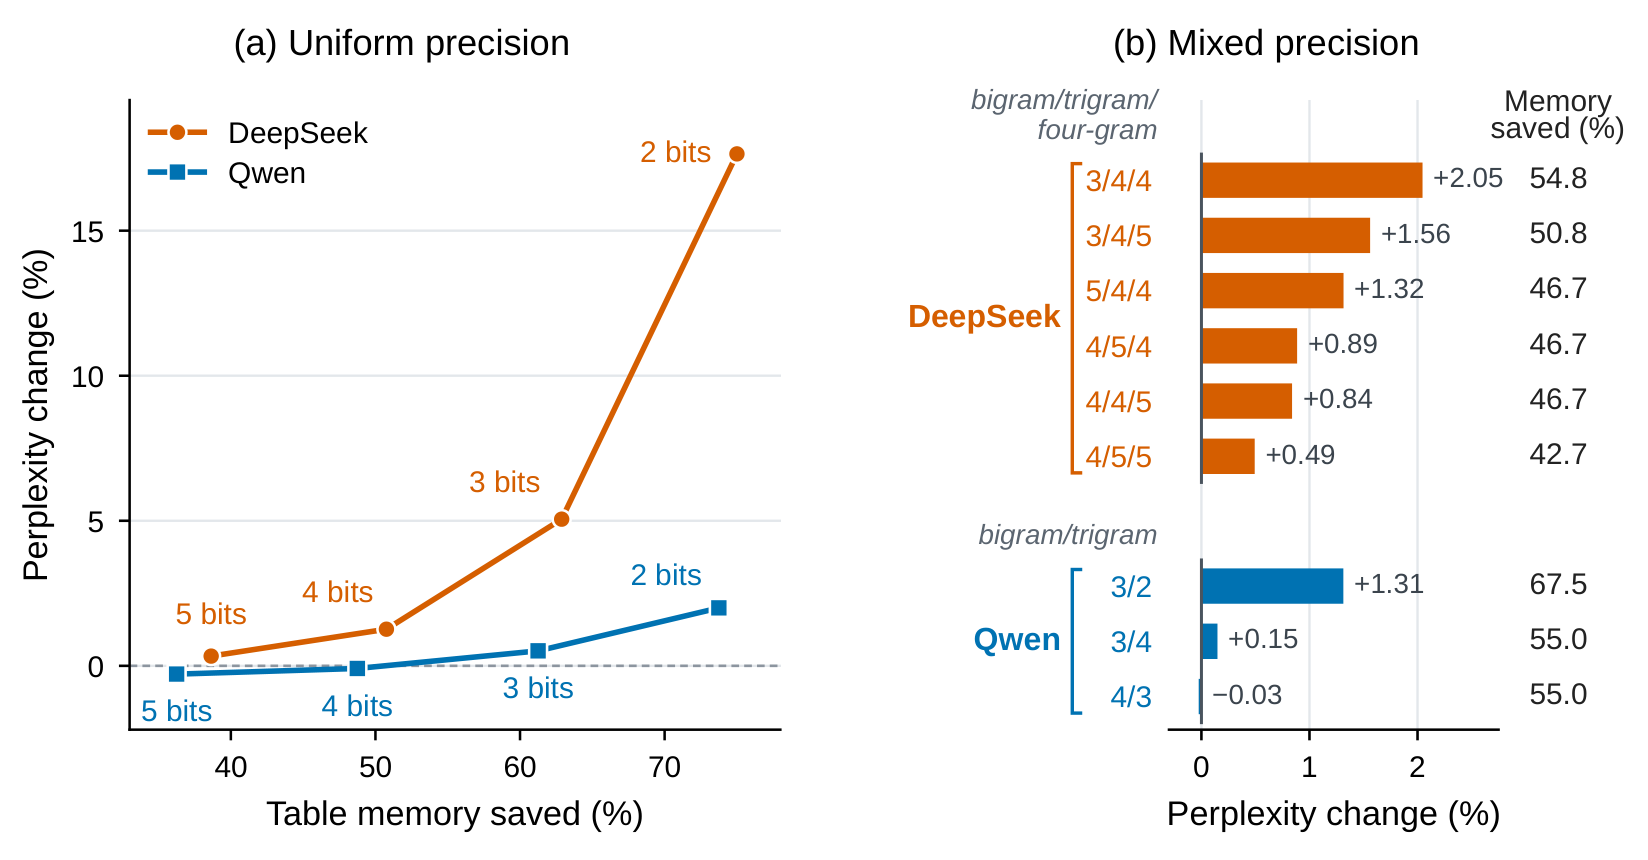 (a) Uniform precision
DeepSeek
Qwen
Perplexity change (%)
15
10
5
0
2 bits
3 bits
4 bits
5 bits
2 bits
3 bits
4 bits
5 bits
40 50 60 70
Table memory saved (%)
(b) Mixed precision
bigram/trigram/
four-gram
Memory
saved (%)
DeepSeek
3/4/4 +2.05 54.8
3/4/5 +1.56 50.8
5/4/4 +1.32 46.7
4/5/4 +0.89 46.7
4/4/5 +0.84 46.7
4/5/5 +0.49 42.7
bigram/trigram
Qwen
3/2 +1.31 67.5
3/4 +0.15 55.0
4/3 −0.03 55.0
0 1 2
Perplexity change (%)